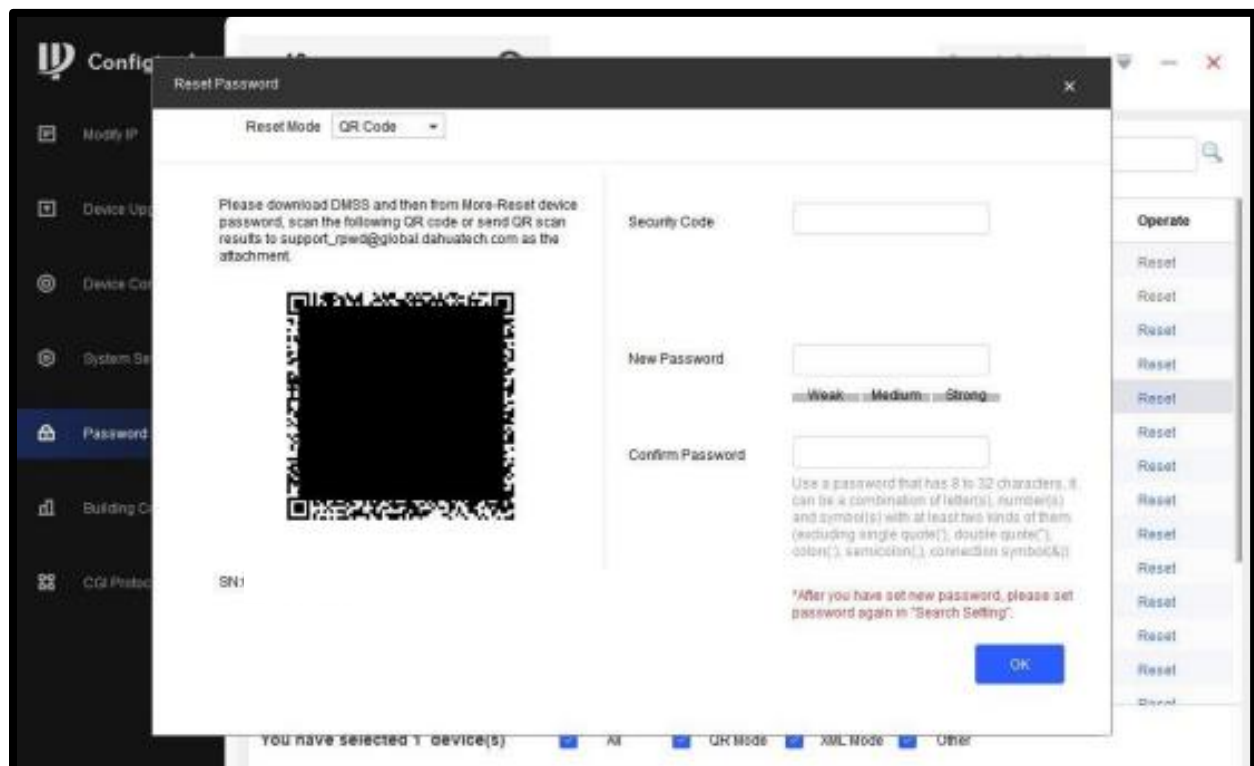 Reset Password
Reset Mode QR Code
Modify IP
Please download DMSS and then from More-Reset device
password, scan the following QR code or send QR scan
results to support_rpwd@global.dahuatech.com as the
attachment.
Security Code
Operate
Reset
Reset
Reset
Reset
New Password
Weak Medium Strong
Reset
Password
Reset
Confirm Password
Reset
Use a password that has 8 to 32 characters, it
can be a combination of letter(s), number(s)
and symbol(s) with at least two kinds of them
(excluding single quote('), double quote("),
colon(:), semicolon(;), connection symbol(&))
Reset
Reset
Reset
SN:
*After you have set new password, please set
password again in "Search Setting".
Reset
Reset
OK
Reset
You have selected 1 device(s) All QR Mode XML Mode Other